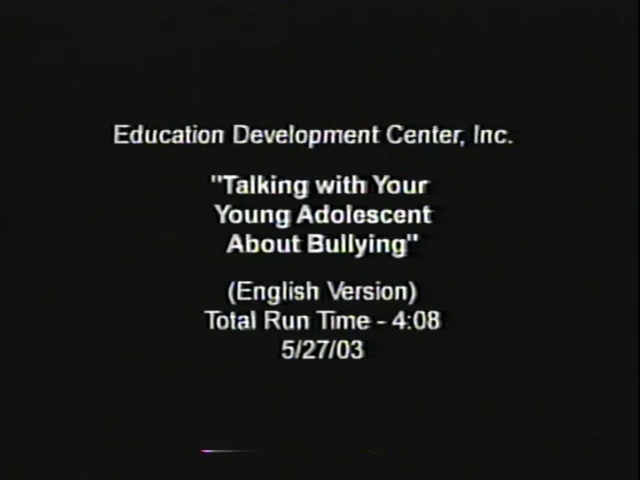 Education Development Center, Inc.
"Talking with Your
Young Adolescent
About Bullying"
(English Version)
Total Run Time - 4:08
5/27/03